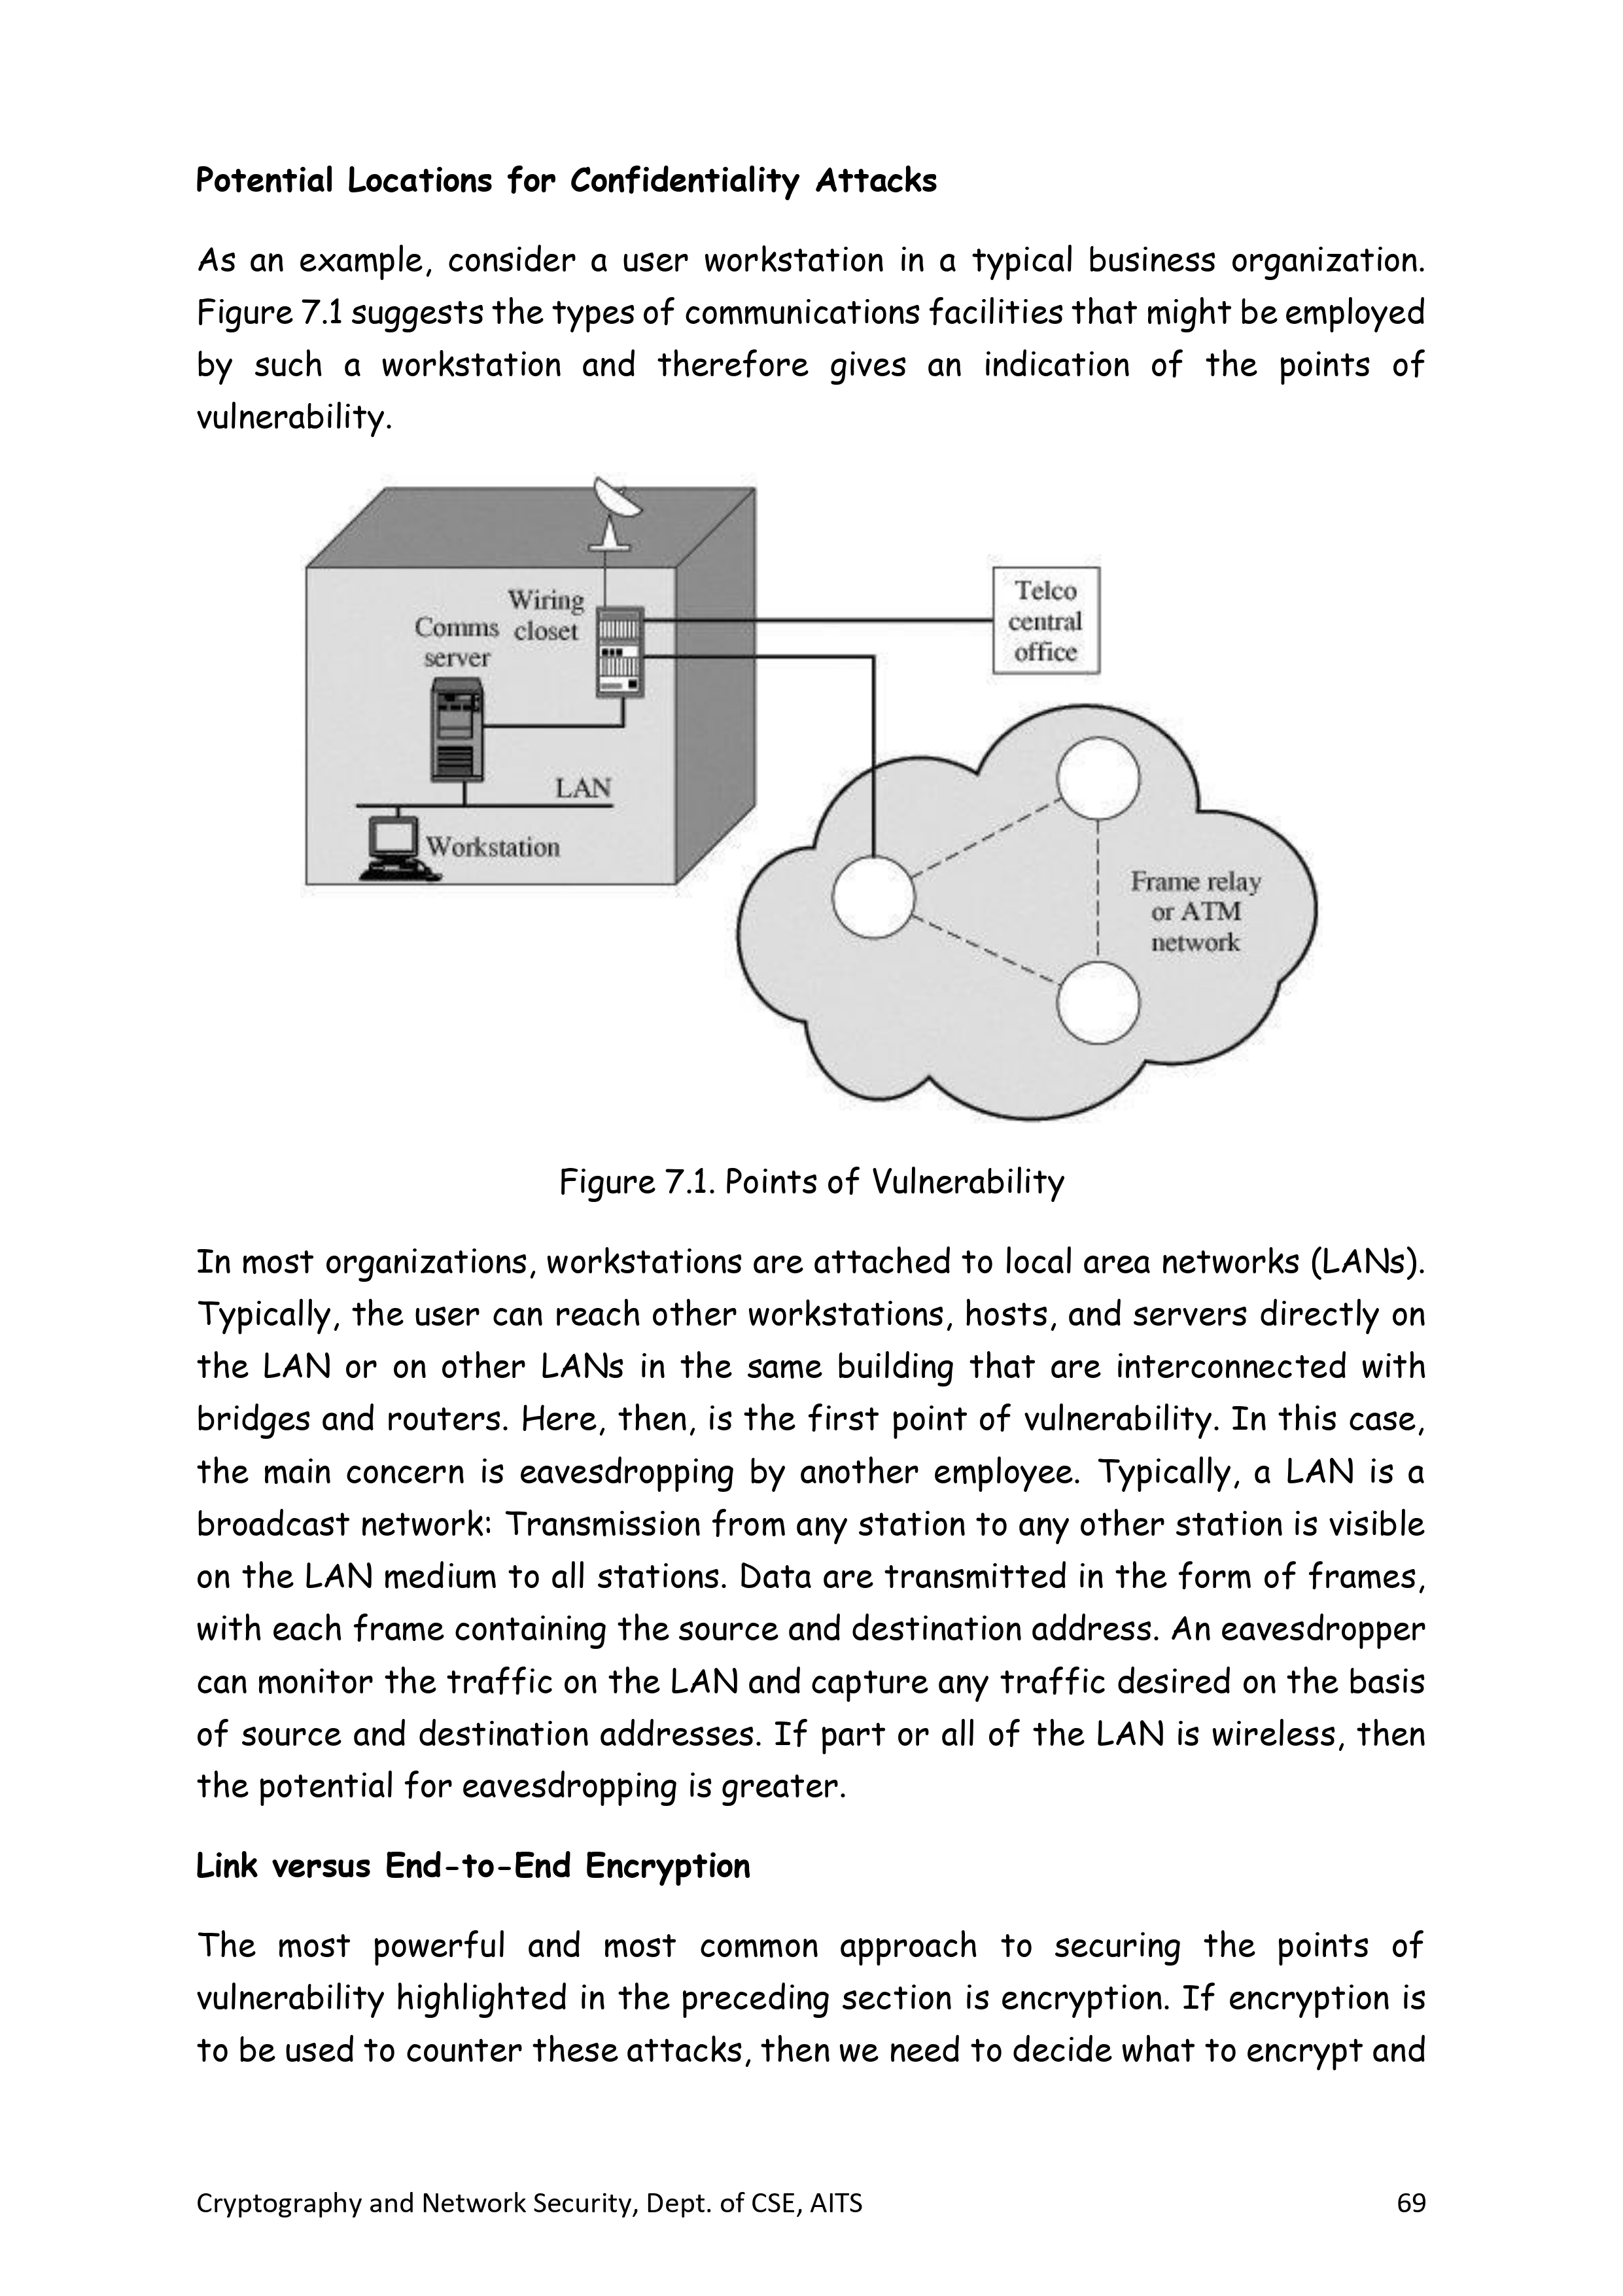 Potential Locations for Confidentiality Attacks
As an example, consider a user workstation in a typical business organization.
Figure 7.1 suggests the types of communications facilities that might be employed
by such a workstation and therefore gives an indication of the points of
vulnerability.
Wiring
closet
Comms
server
LAN
Workstation
Telco
central
office
Frame relay
or ATM
network
Figure 7.1. Points of Vulnerability
In most organizations, workstations are attached to local area networks (LANs).
Typically, the user can reach other workstations, hosts, and servers directly on
the LAN or on other LANs in the same building that are interconnected with
bridges and routers. Here, then, is the first point of vulnerability. In this case,
the main concern is eavesdropping by another employee. Typically, a LAN is a
broadcast network: Transmission from any station to any other station is visible
on the LAN medium to all stations. Data are transmitted in the form of frames,
with each frame containing the source and destination address. An eavesdropper
can monitor the traffic on the LAN and capture any traffic desired on the basis
of source and destination addresses. If part or all of the LAN is wireless, then
the potential for eavesdropping is greater.
Link versus End-to-End Encryption
The most powerful and most common approach to securing the points of
vulnerability highlighted in the preceding section is encryption. If encryption is
to be used to counter these attacks, then we need to decide what to encrypt and
Cryptography and Network Security, Dept. of CSE, AITS 69